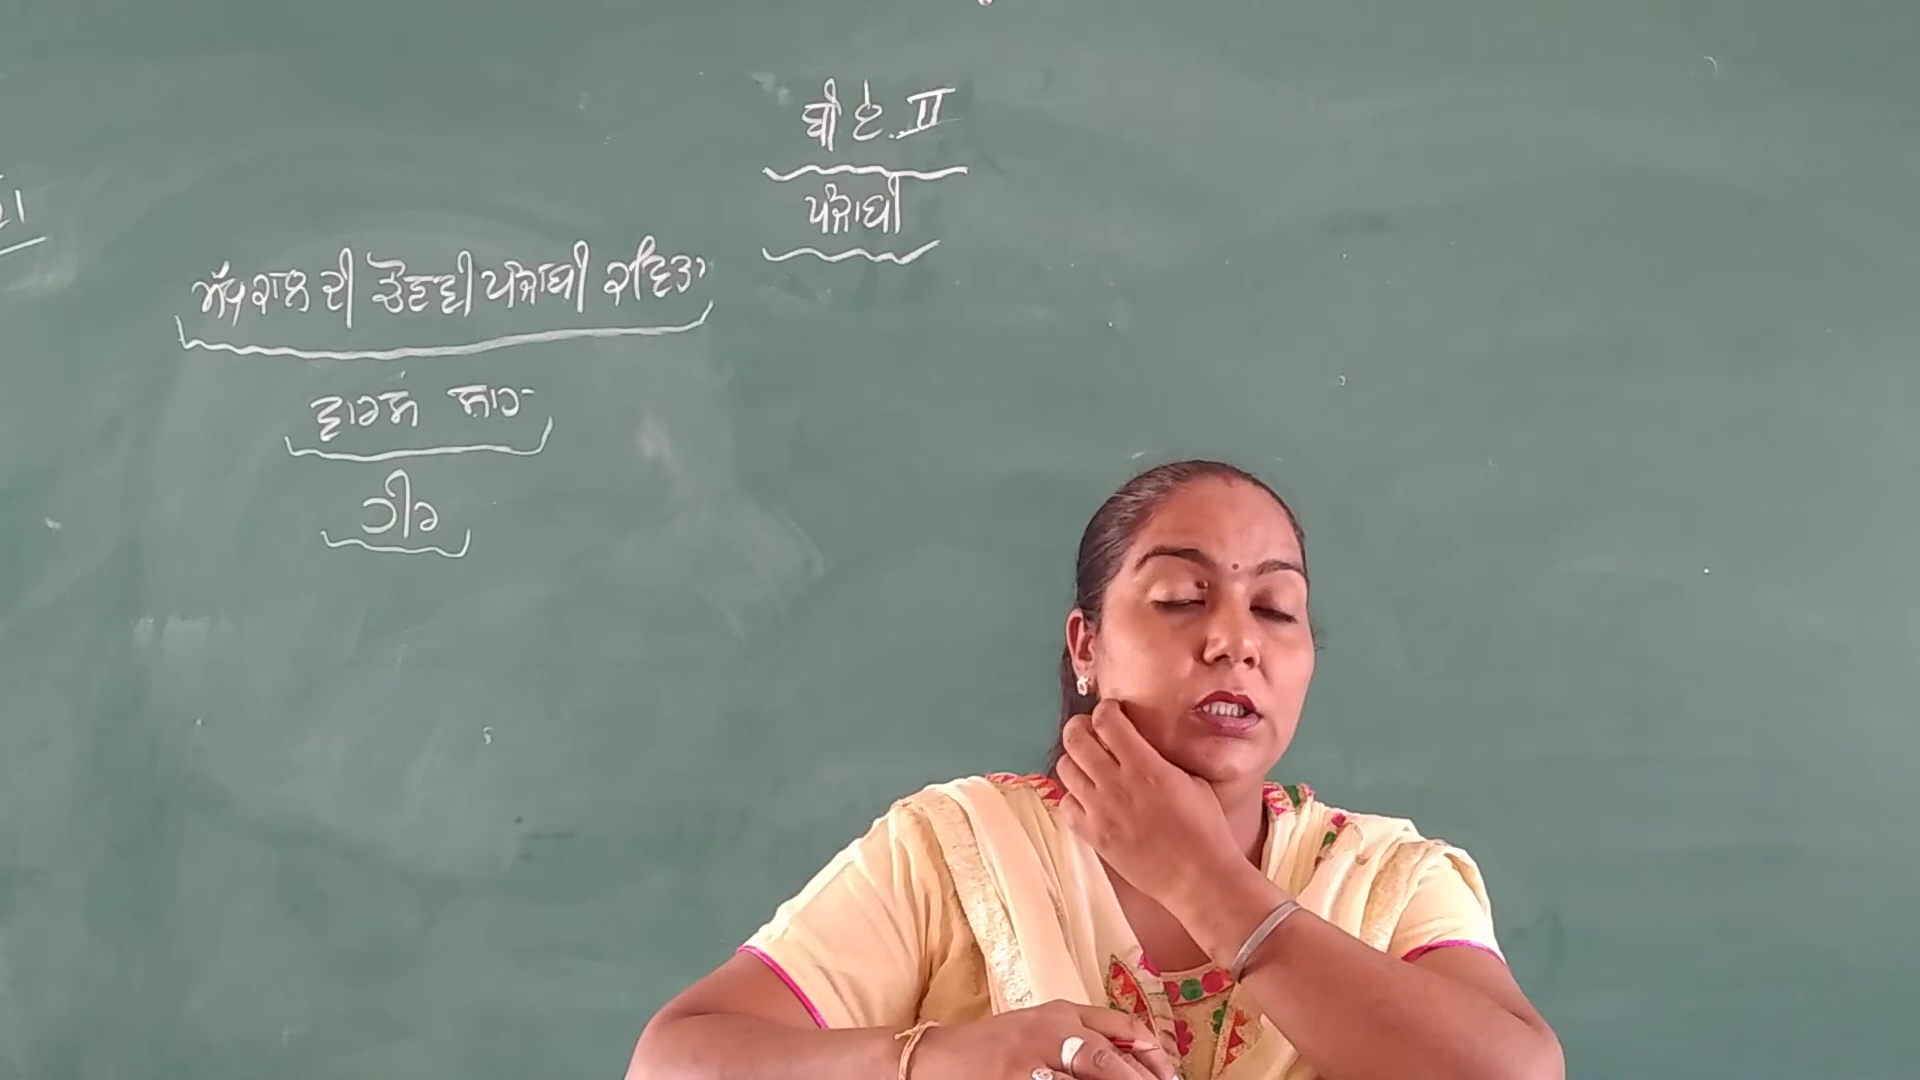 ਬੀ ਏ. II
ਪੰਜਾਬੀ
ਮੱਧਕਾਲ ਦੀ ਚੋਣਵੀ ਪੰਜਾਬੀ ਕਵਿਤਾ
ਵਾਰਸ ਸ਼ਾਹ
ਹੀਰ